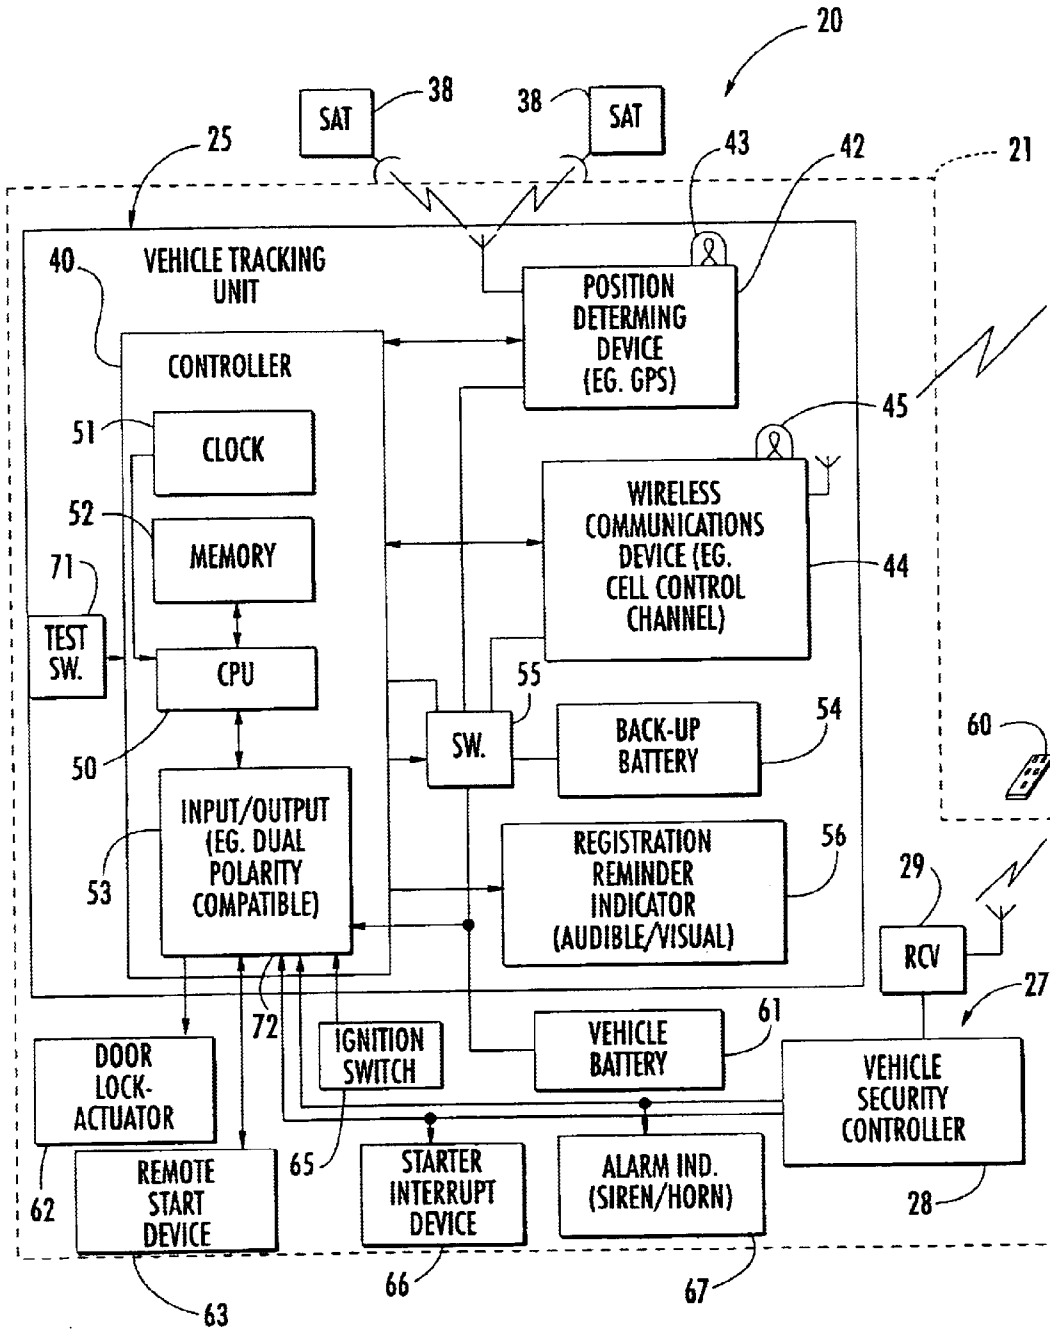 20
38
SAT
38
SAT
43
42
21
25
40
VEHICLE TRACKING
UNIT
POSITION
DETERMING
DEVICE
(EG. GPS)
CONTROLLER
45
51
CLOCK
52
MEMORY
WIRELESS
COMMUNICATIONS
DEVICE (EG.
CELL CONTROL
CHANNEL)
44
71
TEST
SW.
CPU
50
55
SW.
BACK-UP
BATTERY
54
60
INPUT/OUTPUT
(EG. DUAL
POLARITY
COMPATIBLE)
53
REGISTRATION
REMINDER
INDICATOR
(AUDIBLE/VISUAL)
56
29
RCV
27
72
IGNITION
SWITCH
VEHICLE
BATTERY
61
DOOR
LOCK-
ACTUATOR
62
VEHICLE
SECURITY
CONTROLLER
28
65
REMOTE
START
DEVICE
63
STARTER
INTERRUPT
DEVICE
66
ALARM IND.
(SIREN/HORN)
67